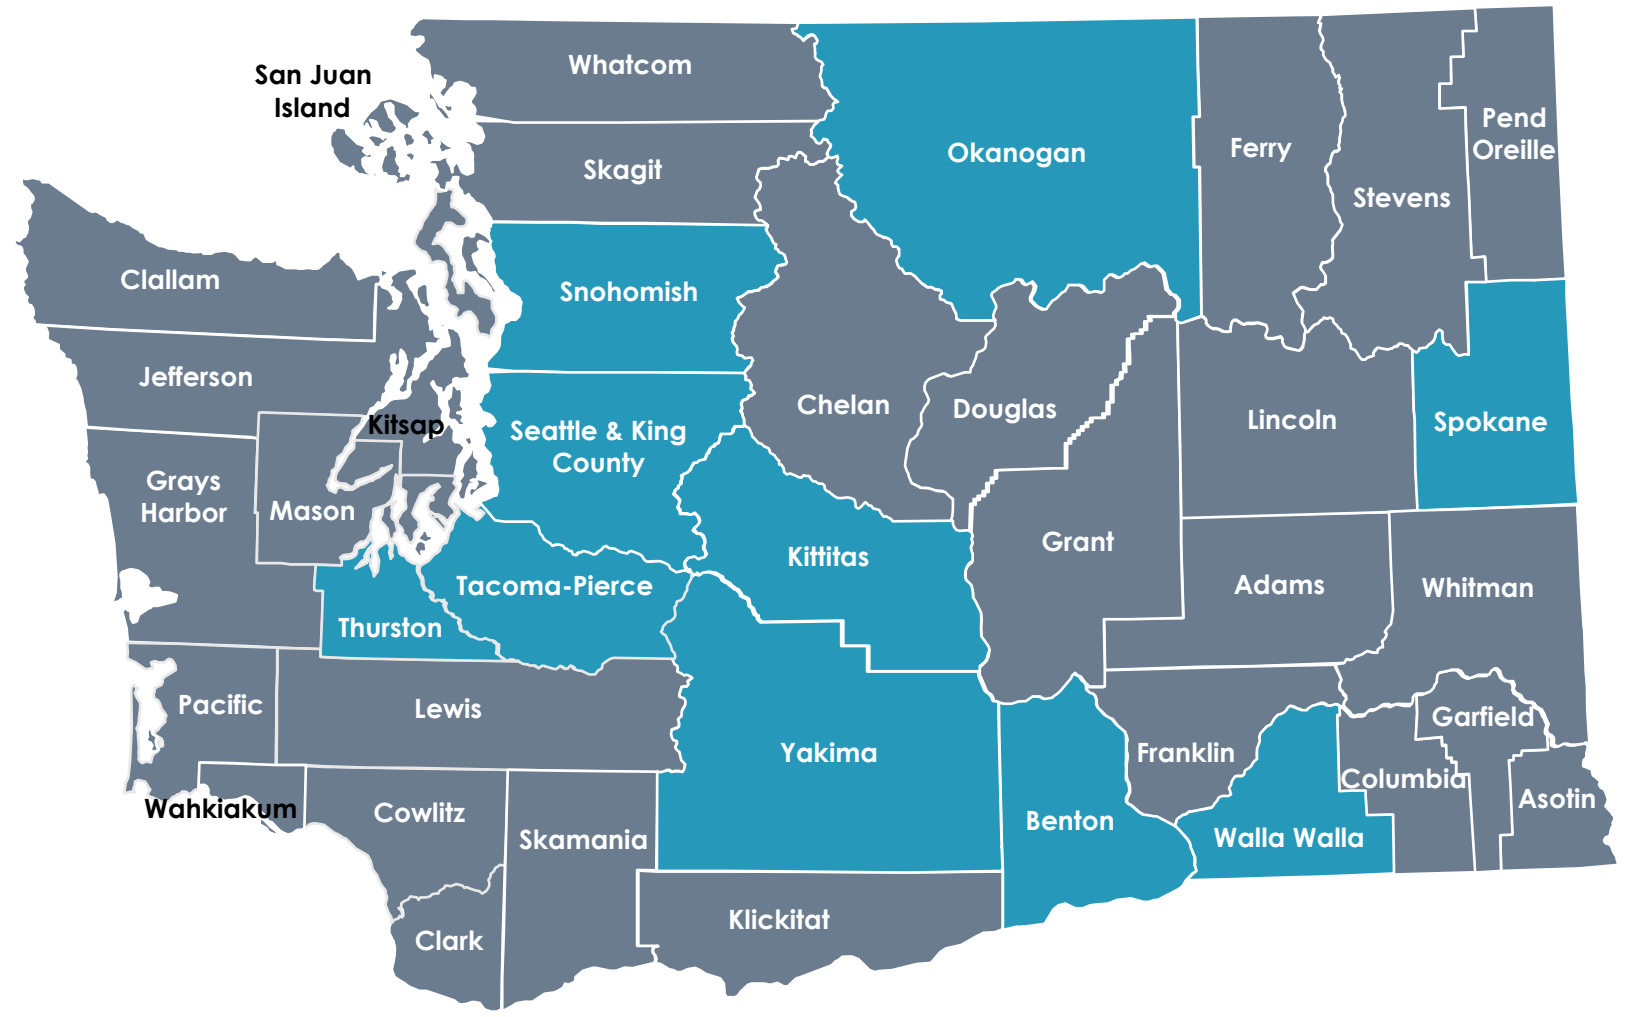 Whatcom
San Juan
Island
Okanogan
Ferry
Pend
Oreille
Skagit
Stevens
Clallam
Snohomish
Jefferson
Chelan
Douglas
Kitsap
Seattle & King
County
Lincoln
Spokane
Grays
Harbor
Mason
Grant
Kittitas
Tacoma-Pierce
Adams
Whitman
Thurston
Pacific
Lewis
Garfield
Yakima
Franklin
Columbia
Asotin
Wahkiakum
Cowlitz
Benton
Skamania
Walla Walla
Klickitat
Clark